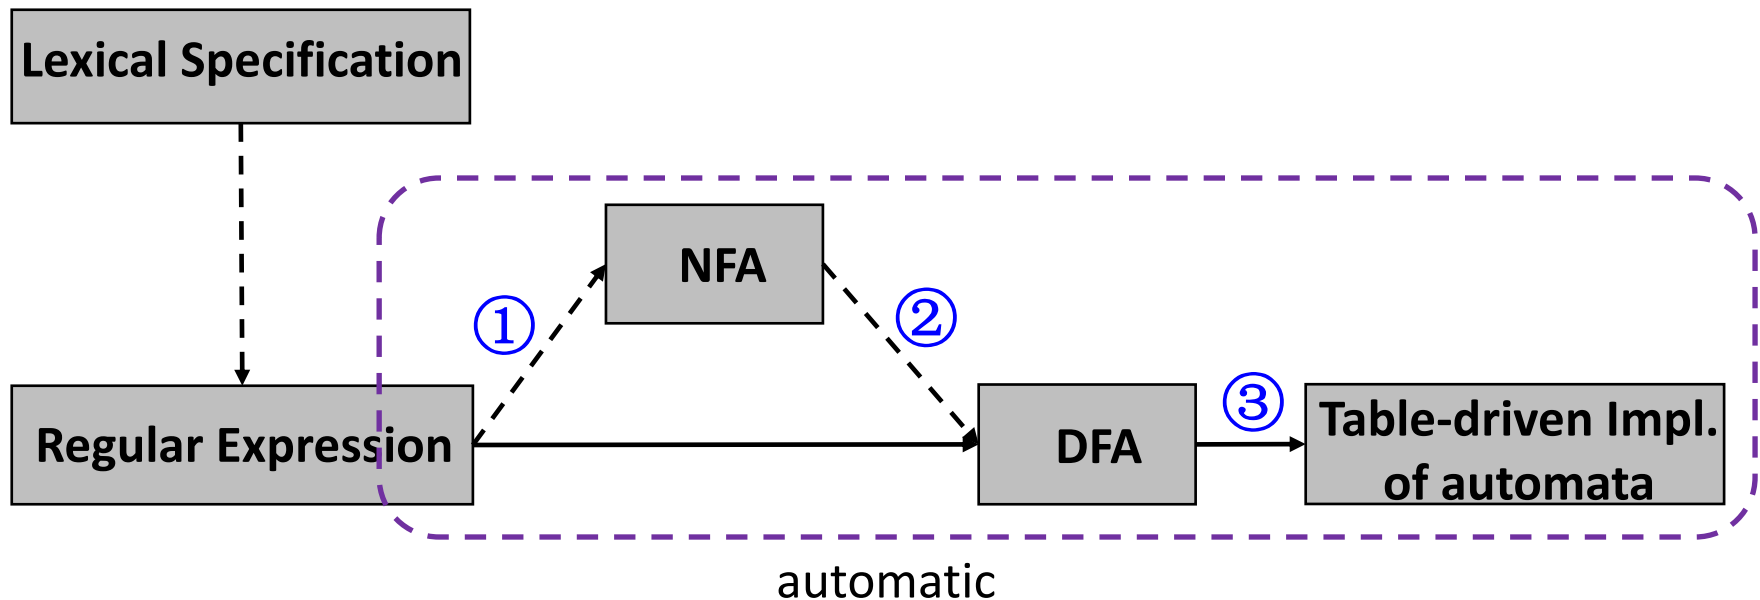 Lexical Specification
NFA
①
②
③
Regular Expression
DFA
Table-driven Impl.
of automata
automatic